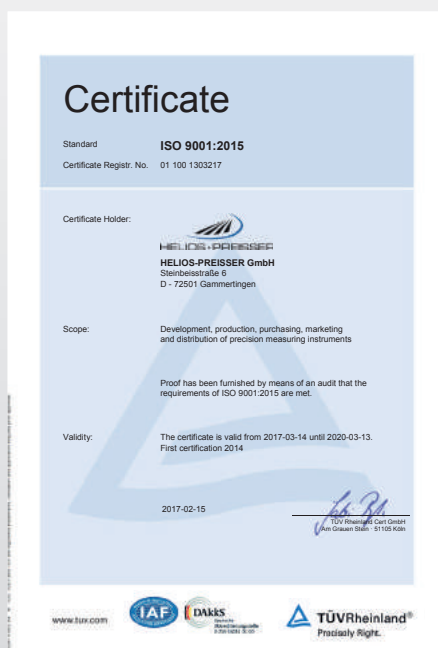 Certificate
Standard ISO 9001:2015
Certificate Registr. No. 01 100 1303217
Certificate Holder:
HELIOS-PREISSER
HELIOS-PREISSER GmbH
Steinbeisstraße 6
D - 72501 Gammertingen
Scope: Development, production, purchasing, marketing
and distribution of precision measuring instruments
Proof has been furnished by means of an audit that the
requirements of ISO 9001:2015 are met.
Validity: The certificate is valid from 2017-03-14 until 2020-03-13.
First certification 2014
2017-02-15
TÜV Rheinland Cert GmbH
Am Grauen Stein · 51105 Köln
www.tuv.com
IAF
DAkkS
Deutsche
Akkreditierungsstelle
TÜVRheinland®
Precisely Right.